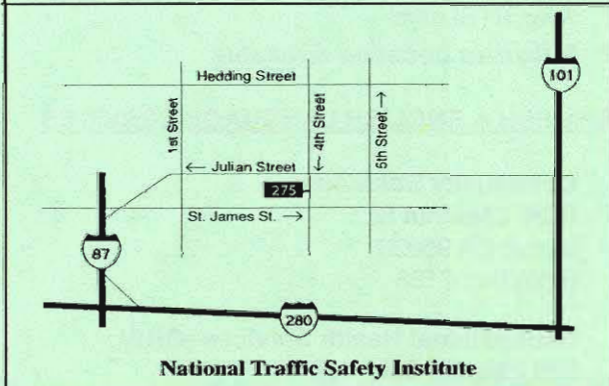 101
Hedding Street
1st Street
← 4th Street
5th Street →
← Julian Street
275
St. James St. →
87
280
National Traffic Safety Institute